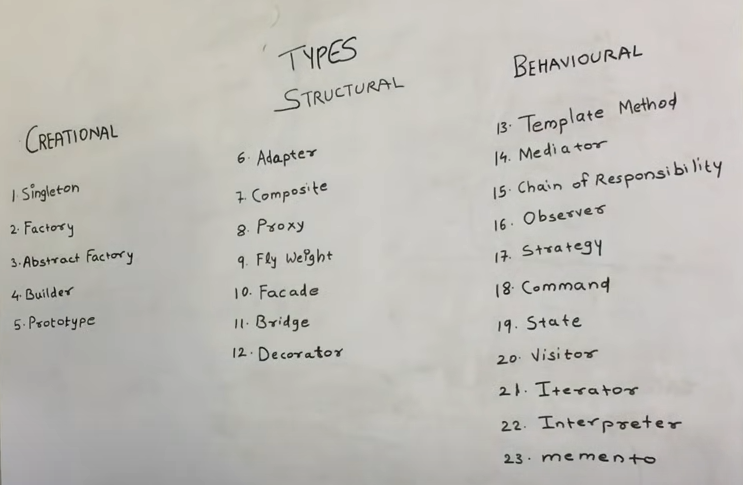 TYPES
CREATIONAL
1. Singleton
2. Factory
3. Abstract Factory
4. Builder
5. Prototype
STRUCTURAL
6. Adapter
7. Composite
8. Proxy
9. Fly Weight
10. Facade
11. Bridge
12. Decorator
BEHAVIOURAL
13. Template Method
14. Mediator
15. Chain of Responsibility
16. Observer
17. Strategy
18. Command
19. State
20. Visitor
21. Iterator
22. Interpreter
23. memento